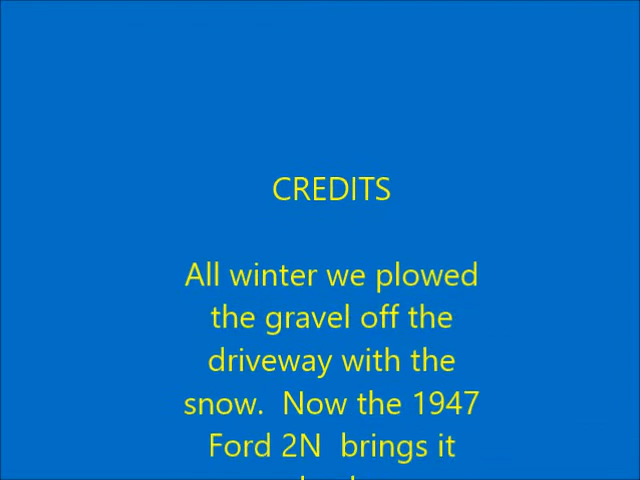 CREDITS
All winter we plowed
the gravel off the
driveway with the
snow.  Now the 1947
Ford 2N  brings it